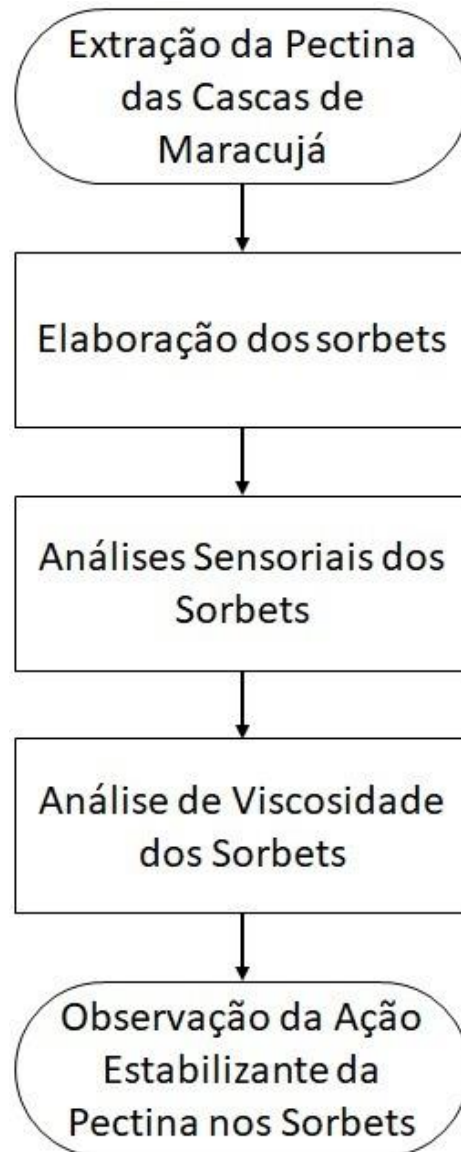 Extração da Pectina
das Cascas de
Maracujá
Elaboração dos sorbets
Análises Sensoriais dos
Sorbets
Análise de Viscosidade
dos Sorbets
Observação da Ação
Estabilizante da
Pectina nos Sorbets